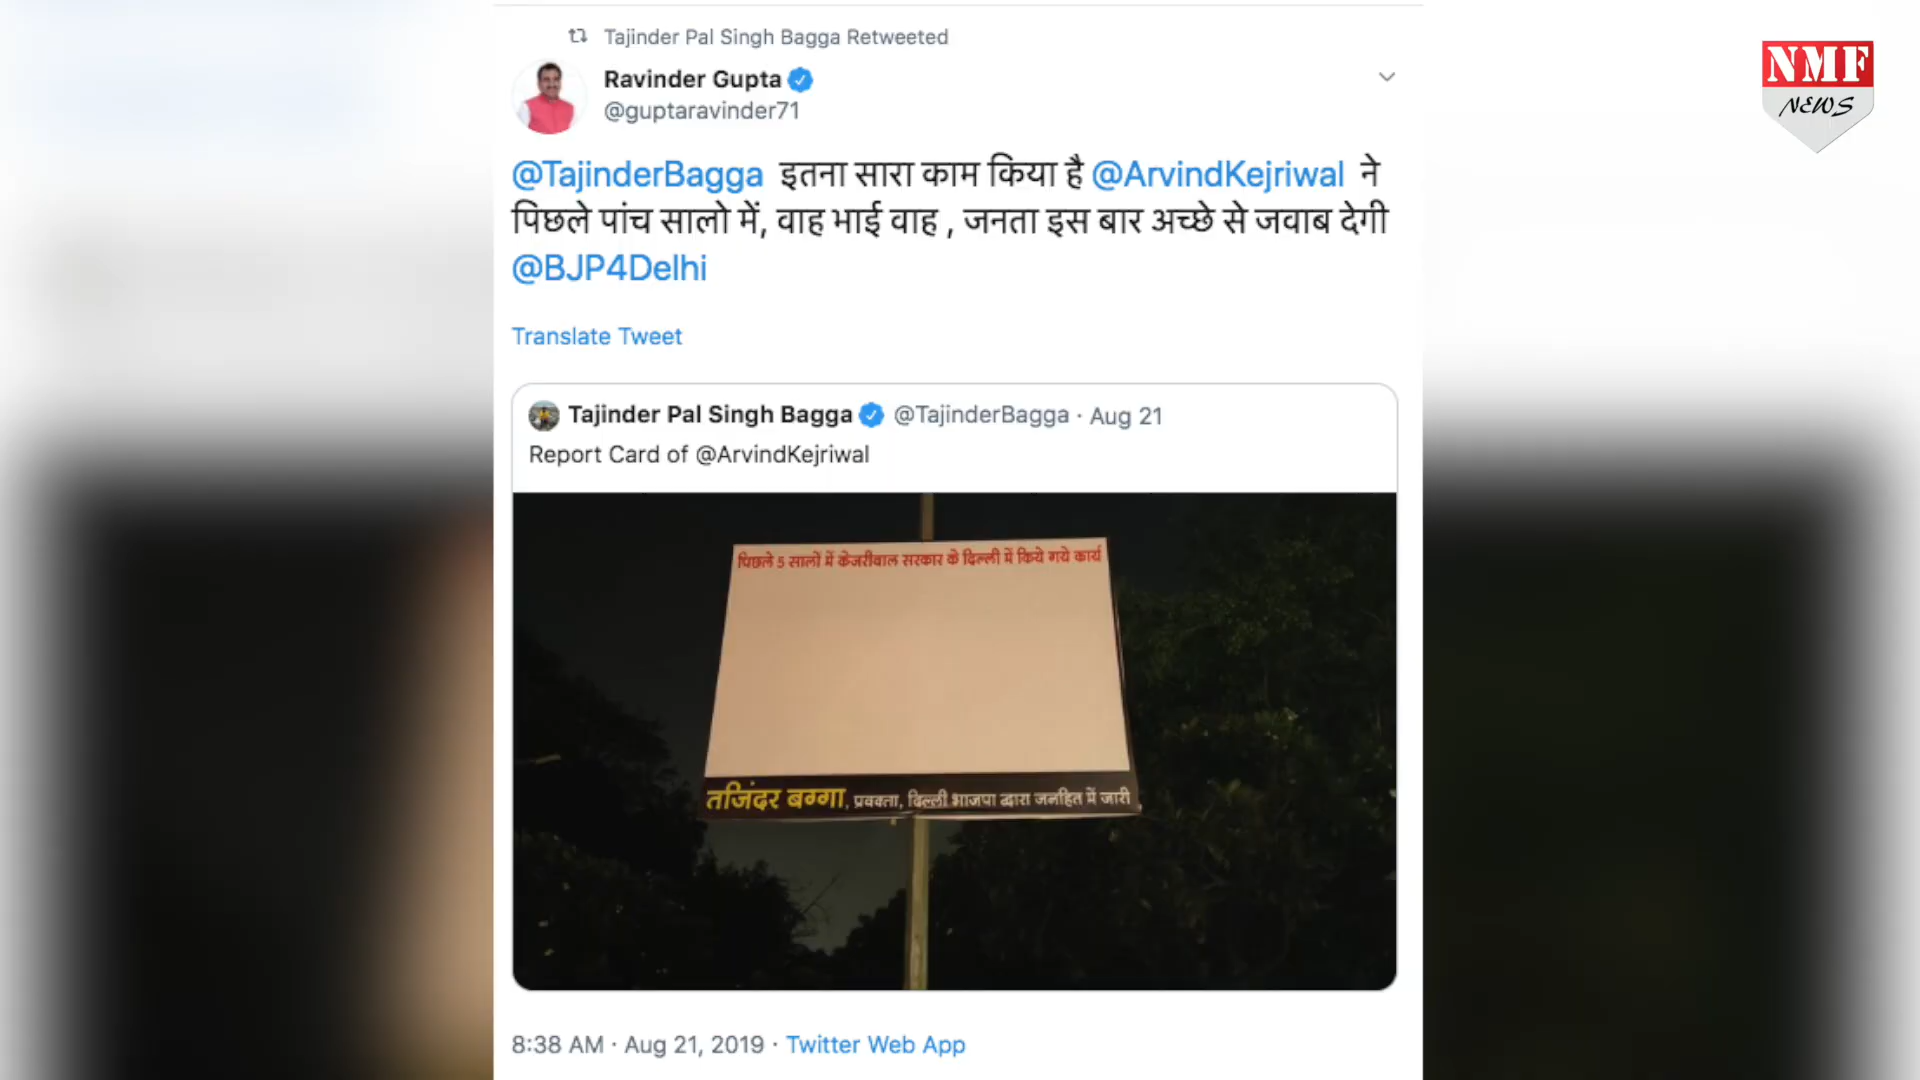 Tajinder Pal Singh Bagga Retweeted
NMF
NEWS
Ravinder Gupta
@guptaravinder71
@TajinderBagga इतना सारा काम किया है @ArvindKejriwal ने
पिछले पांच सालो में, वाह भाई वाह , जनता इस बार अच्छे से जवाब देगी
@BJP4Delhi
Translate Tweet
Tajinder Pal Singh Bagga @TajinderBagga · Aug 21
Report Card of @ArvindKejriwal
पिछले 5 सालों में केजरीवाल सरकार के दिल्ली में किये गये कार्य
तजिंदर बग्गा, प्रवक्ता, दिल्ली भाजपा द्वारा जनहित में जारी
8:38 AM · Aug 21, 2019 · Twitter Web App